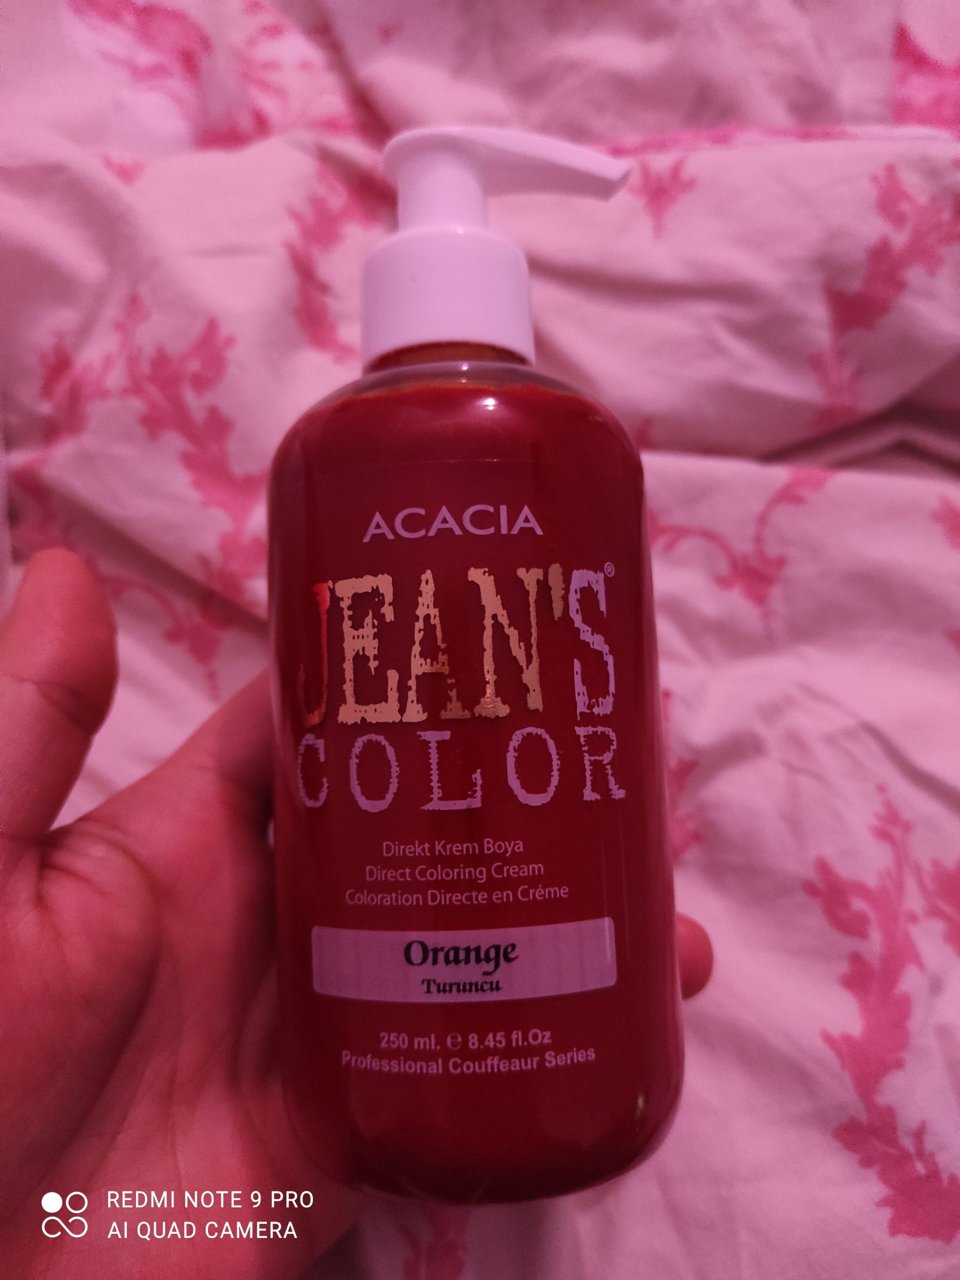 ACACIA
JEAN'S®
COLOR
Direkt Krem Boya
Direct Coloring Cream
Coloration Directe en Créme
Orange
Turuncu
250 ml. ℮ 8.45 fl.Oz
Professional Couffeaur Series
REDMI NOTE 9 PRO
AI QUAD CAMERA